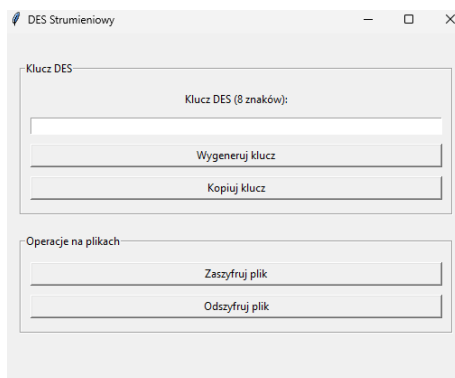 DES Strumieniowy
Klucz DES
Klucz DES (8 znaków):
Wygeneruj klucz
Kopiuj klucz
Operacje na plikach
Zaszyfruj plik
Odszyfruj plik